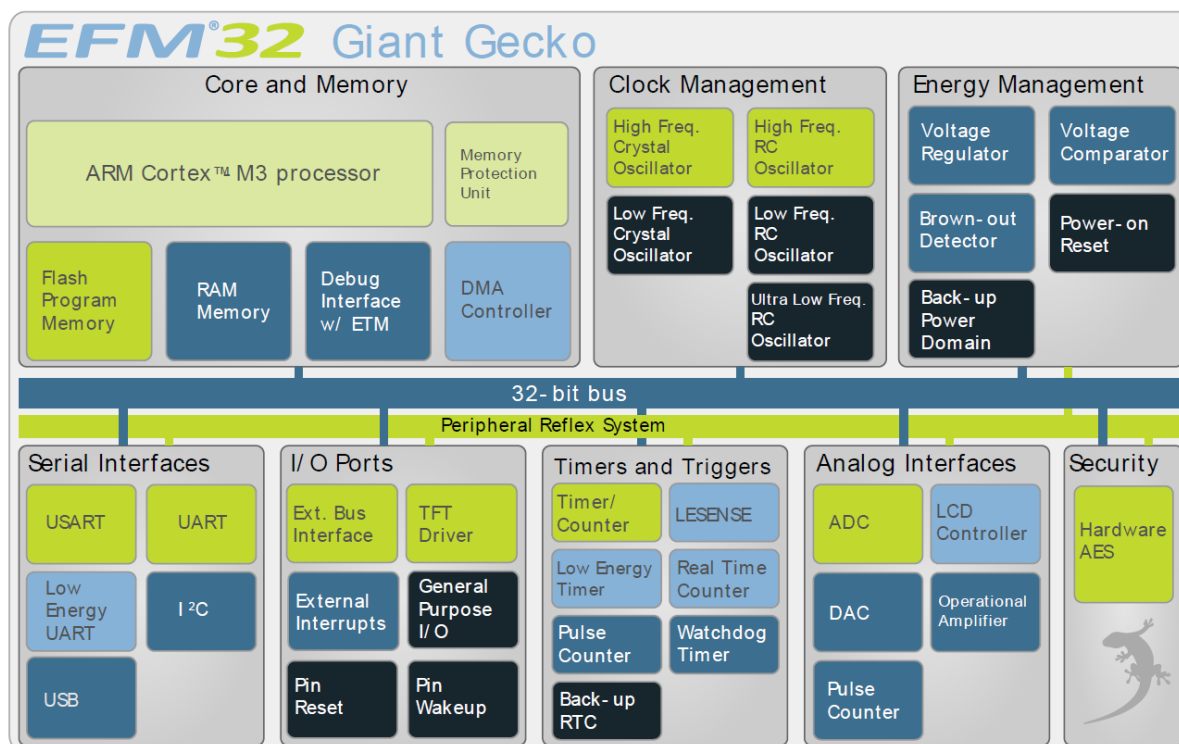 EFM®32 Giant Gecko
Core and Memory
ARM Cortex™ M3 processor
Memory
Protection
Unit
Flash
Program
Memory
RAM
Memory
Debug
Interface
w/ ETM
DMA
Controller
Clock Management
High Freq.
Crystal
Oscillator
High Freq.
RC
Oscillator
Low Freq.
Crystal
Oscillator
Low Freq.
RC
Oscillator
Ultra Low Freq.
RC
Oscillator
Energy Management
Voltage
Regulator
Voltage
Comparator
Brown-out
Detector
Power-on
Reset
Back-up
Power
Domain
32-bit bus
Peripheral Reflex System
Serial Interfaces
USART
UART
Low
Energy
UART
I²C
USB
I/O Ports
Ext. Bus
Interface
TFT
Driver
External
Interrupts
General
Purpose
I/O
Pin
Reset
Pin
Wakeup
Timers and Triggers
Timer/
Counter
LESENSE
Low Energy
Timer
Real Time
Counter
Pulse
Counter
Watchdog
Timer
Back-up
RTC
Analog Interfaces
ADC
LCD
Controller
DAC
Operational
Amplifier
Pulse
Counter
Security
Hardware
AES